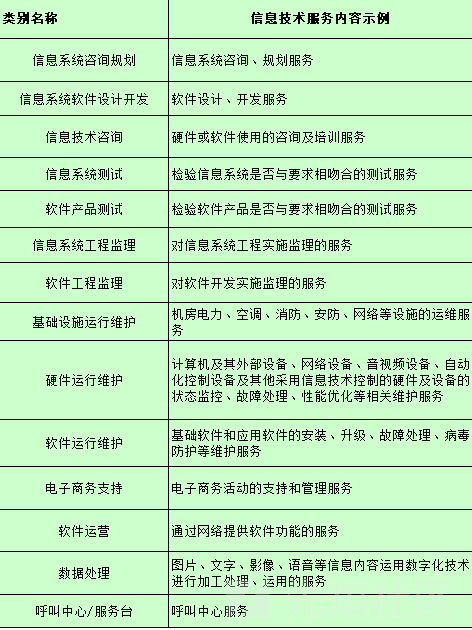 类别名称 信息技术服务内容示例
信息系统咨询规划 信息系统咨询、规划服务
信息系统软件设计开发 软件设计、开发服务
信息技术咨询 硬件或软件使用的咨询及培训服务
信息系统测试 检验信息系统是否与要求相吻合的测试服务
软件产品测试 检验软件产品是否与要求相吻合的测试服务
信息系统工程监理 对信息系统工程实施监理的服务
软件工程监理 对软件开发实施监理的服务
基础设施运行维护 机房电力、空调、消防、安防、网络等设施的运维服
务
硬件运行维护 计算机及其外部设备、网络设备、音视频设备、自动
化控制设备及其他采用信息技术控制的硬件及设备的
状态监控、故障处理、性能优化等相关维护服务
软件运行维护 基础软件和应用软件的安装、升级、故障处理、病毒
防护等维护服务
电子商务支持 电子商务活动的支持和管理服务
软件运营 通过网络提供软件功能的服务
数据处理 图片、文字、影像、语音等信息内容运用数字化技术
进行加工处理、运用的服务
呼叫中心/服务台 呼叫中心服务